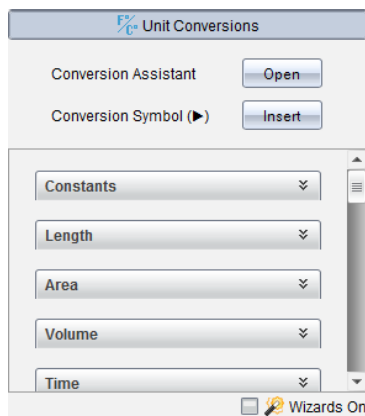 F°/C° Unit Conversions
Conversion Assistant Open
Conversion Symbol (▶) Insert
Constants
Length
Area
Volume
Time
Wizards On